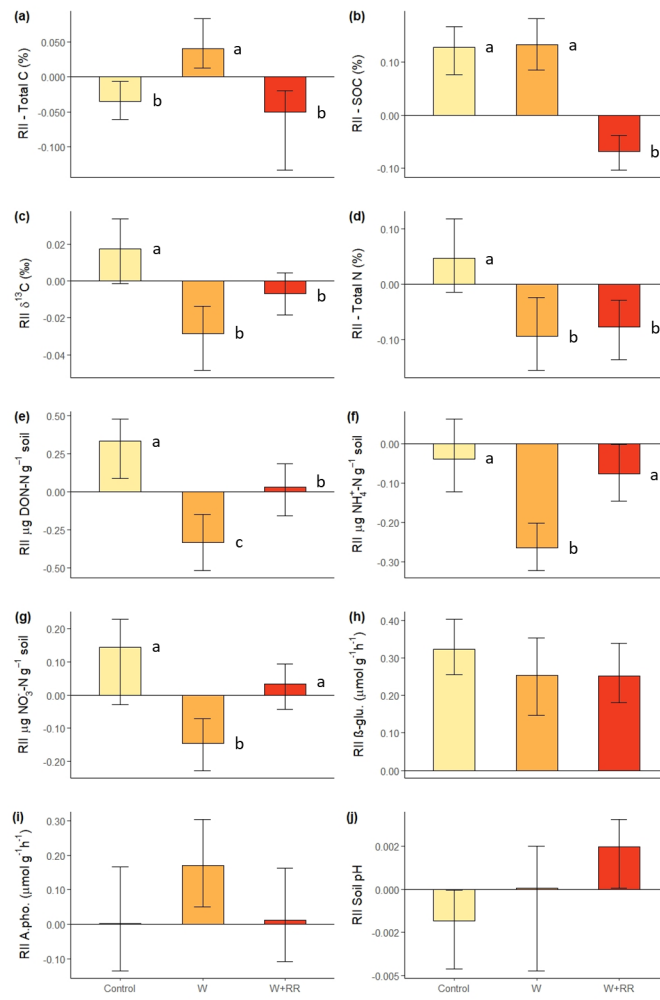 (a)
RII - Total C (%)
0.050
0.000
-0.050
-0.100
b
a
b
(b)
RII - SOC (%)
0.10
0.00
-0.10
a
a
b
(c)
RII δ¹³C (‰)
0.02
0.00
-0.02
-0.04
a
b
b
(d)
RII - Total N (%)
0.10
0.00
-0.10
a
b
b
(e)
RII µg DON-N g⁻¹ soil
0.50
0.25
0.00
-0.25
-0.50
a
c
b
(f)
RII µg NH₄⁺-N g⁻¹ soil
0.00
-0.10
-0.20
-0.30
a
b
a
(g)
RII µg NO₃⁻-N g⁻¹ soil
0.20
0.10
0.00
-0.10
-0.20
a
b
a
(h)
RII ß-glu. (µmol g⁻¹h⁻¹)
0.40
0.30
0.20
0.10
0.00
(i)
RII A.pho. (µmol g⁻¹h⁻¹)
0.30
0.20
0.10
0.00
-0.10
Control W W+RR
(j)
RII Soil pH
0.002
0.000
-0.002
-0.005
Control W W+RR